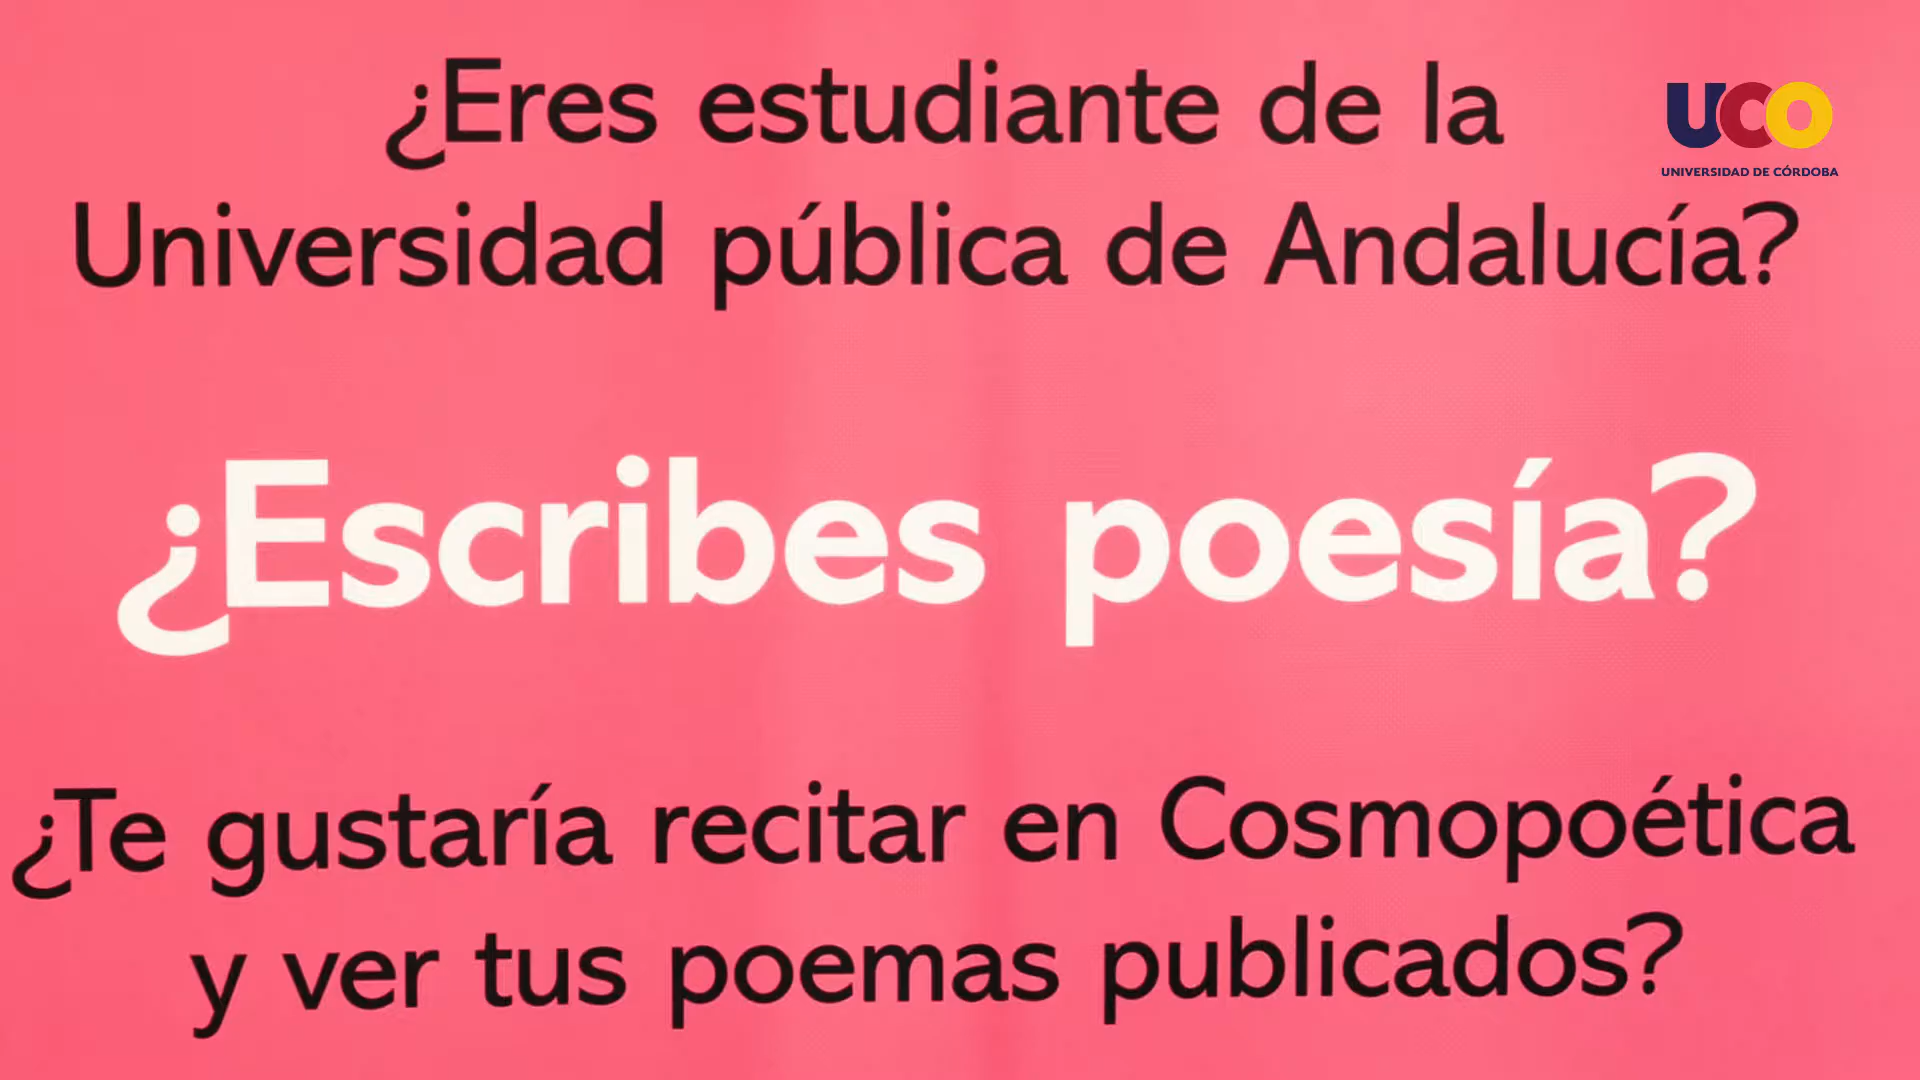 ¿Eres estudiante de la
UCO
UNIVERSIDAD DE CÓRDOBA
Universidad pública de Andalucía?
¿Escribes poesía?
¿Te gustaría recitar en Cosmopoética
y ver tus poemas publicados?